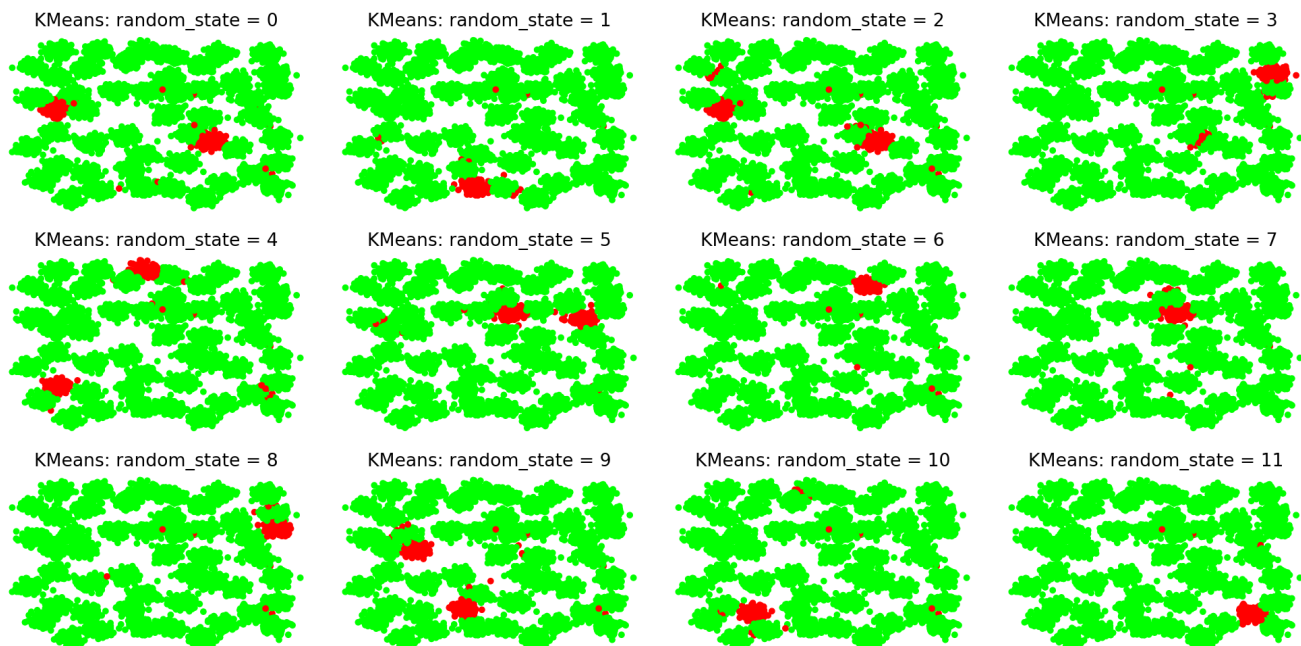 KMeans: random_state = 0
KMeans: random_state = 1
KMeans: random_state = 2
KMeans: random_state = 3
KMeans: random_state = 4
KMeans: random_state = 5
KMeans: random_state = 6
KMeans: random_state = 7
KMeans: random_state = 8
KMeans: random_state = 9
KMeans: random_state = 10
KMeans: random_state = 11